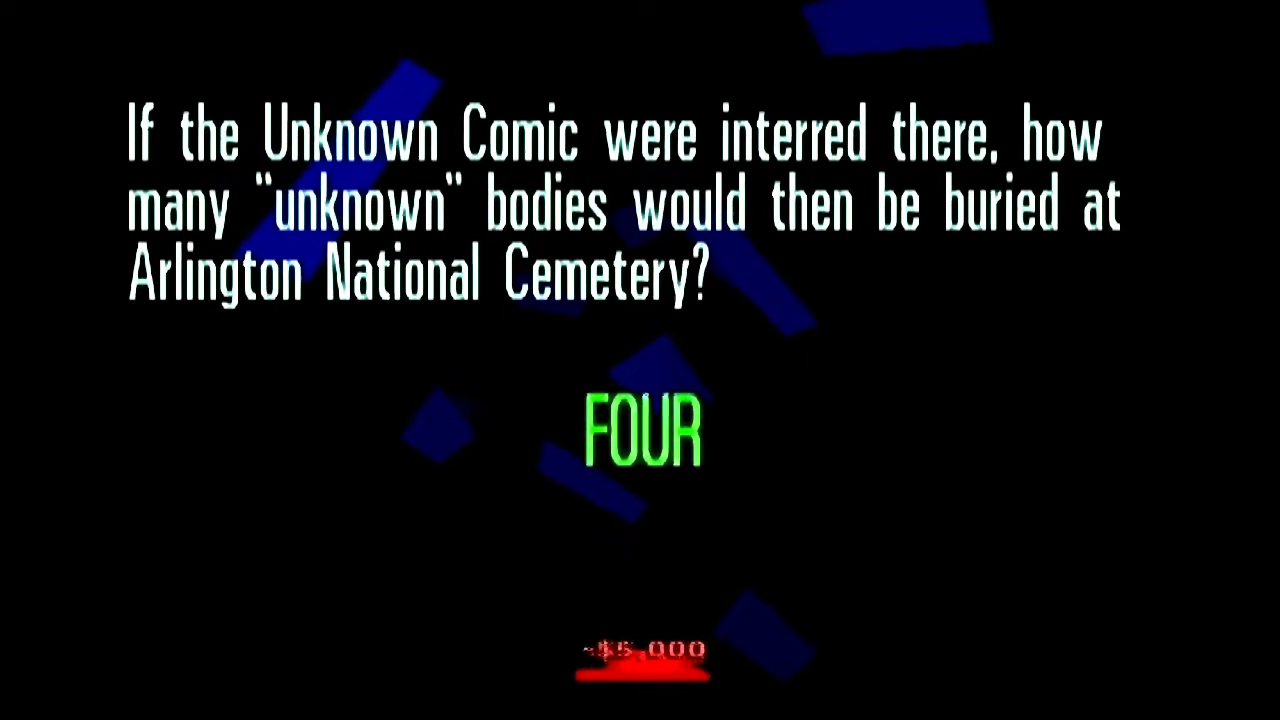 If the Unknown Comic were interred there, how
many "unknown" bodies would then be buried at
Arlington National Cemetery?
FOUR
-$5,000